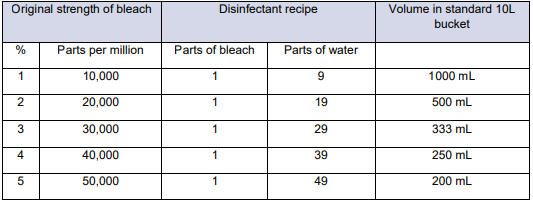 Original strength of bleach Disinfectant recipe Volume in standard 10L
bucket
% Parts per million Parts of bleach Parts of water
1 10,000 1 9 1000 mL
2 20,000 1 19 500 mL
3 30,000 1 29 333 mL
4 40,000 1 39 250 mL
5 50,000 1 49 200 mL